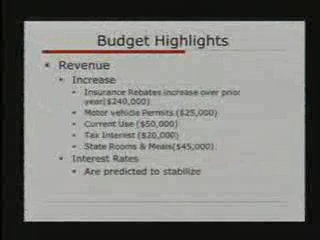 Budget Highlights
Revenue
Increase
Insurance Rebates increase over prior
year($240,000)
Motor vehicle Permits ($25,000)
Current Use ($50,000)
Tax Interest ($20,000)
State Rooms & Meals($45,000)
Interest Rates
Are predicted to stabilize